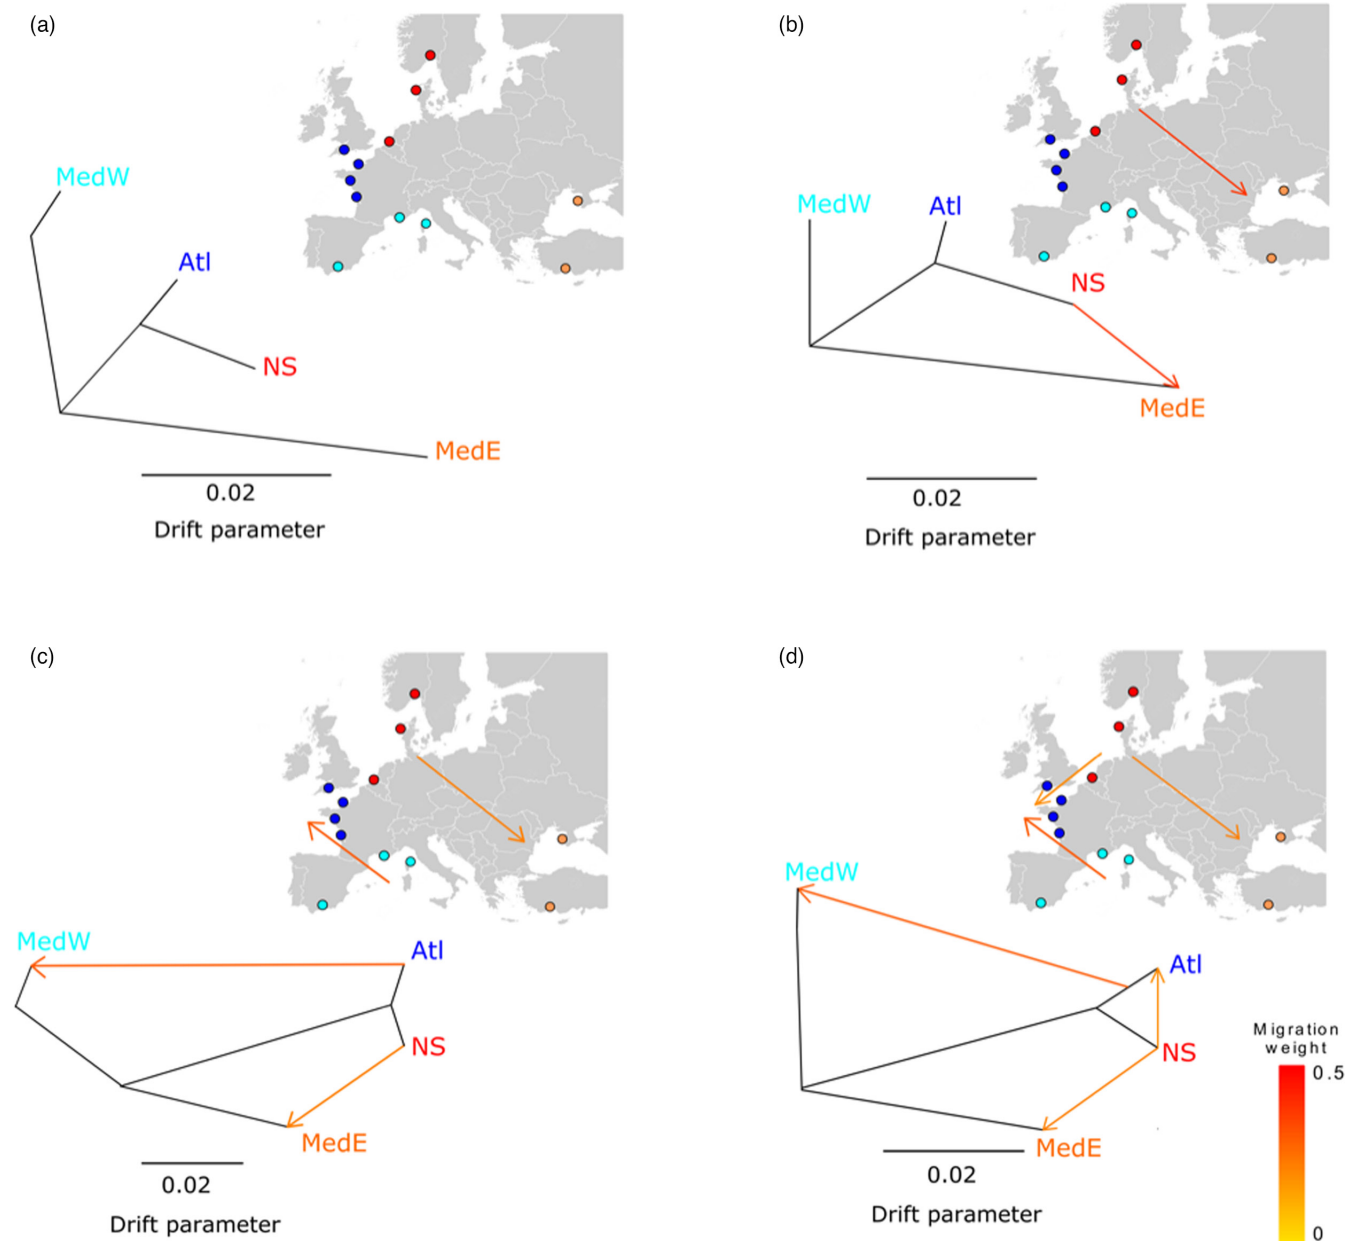 (a)
MedW
Atl
NS
MedE
0.02
Drift parameter
(b)
MedW
Atl
NS
MedE
0.02
Drift parameter
(c)
MedW
Atl
NS
MedE
0.02
Drift parameter
(d)
MedW
Atl
NS
MedE
0.02
Drift parameter
Migration
weight
0.5
0